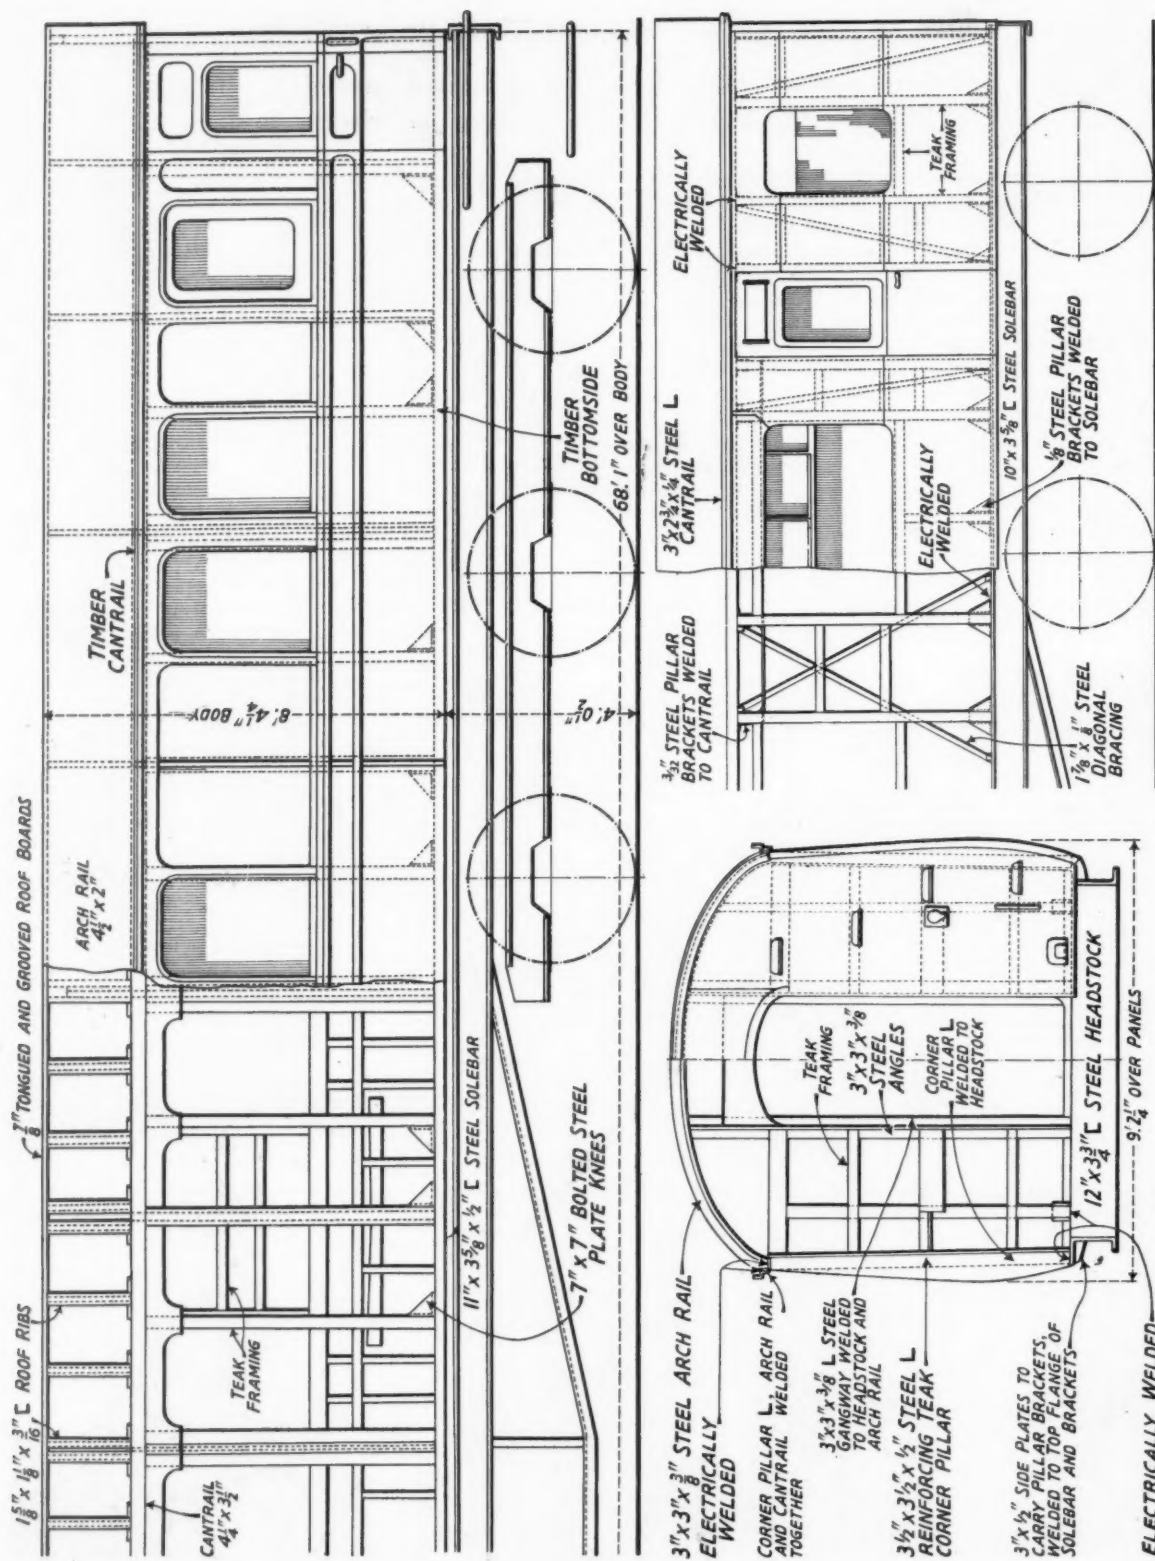 7/8" TONGUED AND GROOVED ROOF BOARDS
1 5/8" x 1 1/8" x 3/16" [ ROOF RIBS
ARCH RAIL
4 1/2" x 2"
TIMBER
CANTRAIL
CANTRAIL
4 1/4" x 3 1/2"
TEAK
FRAMING
8'. 4 1/4" BODY
4'. 0 1/2"
TIMBER
BOTTOMSIDE
68'. 1" OVER BODY
11" x 3 5/8" x 1/2" [ STEEL SOLEBAR
7" x 7" BOLTED STEEL
PLATE KNEES
3" x 3" x 3/8" STEEL ARCH RAIL
ELECTRICALLY
WELDED
CORNER PILLAR L, ARCH RAIL
AND CANTRAIL WELDED
TOGETHER
3" x 3" x 3/8" L STEEL
GANGWAY WELDED
TO HEADSTOCK AND
ARCH RAIL
3 1/2" x 3 1/2" x 1/2" STEEL L
REINFORCING TEAK
CORNER PILLAR
3" x 1/2" SIDE PLATES TO
CARRY PILLAR BRACKETS,
WELDED TO TOP FLANGE OF
SOLEBAR AND BRACKETS
ELECTRICALLY WELDED
TEAK
FRAMING
3" x 3" x 3/8"
STEEL
ANGLES
CORNER
PILLAR L
WELDED TO
HEADSTOCK
12" x 3 3/4" [ STEEL HEADSTOCK
9'. 2 1/4" OVER PANELS
3/32" STEEL PILLAR
BRACKETS WELDED
TO CANTRAIL
3" x 2 3/4" x 1/4" STEEL L
CANTRAIL
ELECTRICALLY
WELDED
TEAK
FRAMING
ELECTRICALLY
WELDED
10" x 3 5/8" [ STEEL SOLEBAR
1/8" STEEL PILLAR
BRACKETS WELDED
TO SOLEBAR
1 7/8" x 1/8" STEEL
DIAGONAL
BRACING